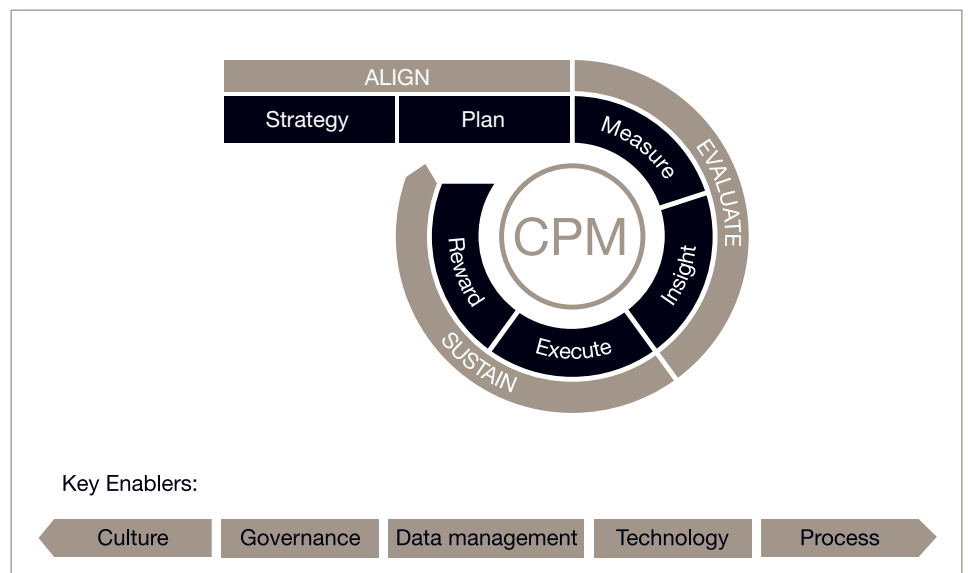 ALIGN
Strategy
Plan
Measure
EVALUATE
Insight
Execute
SUSTAIN
Reward
CPM
Key Enablers:
Culture
Governance
Data management
Technology
Process